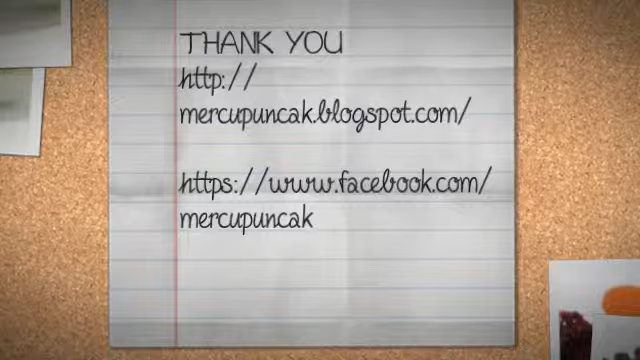 THANK YOU
http://
mercupuncak.blogspot.com/
https://www.facebook.com/
mercupuncak